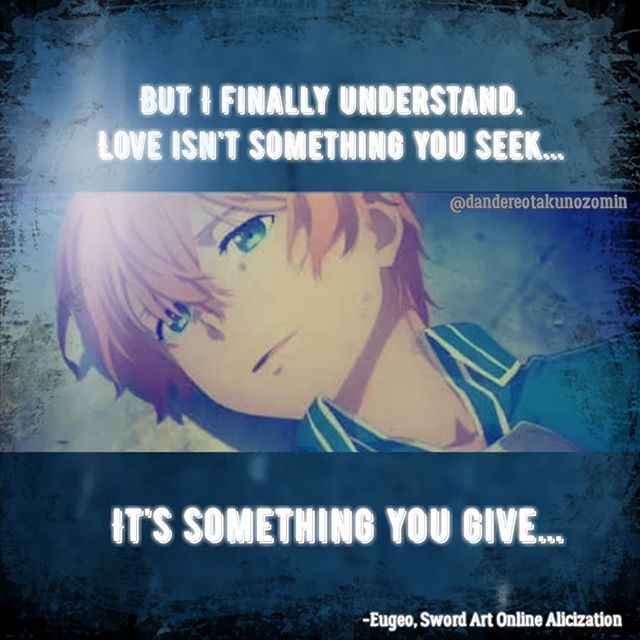 BUT I FINALLY UNDERSTAND.
LOVE ISN'T SOMETHING YOU SEEK...
@dandereotakunozomin
IT'S SOMETHING YOU GIVE...
-Eugeo, Sword Art Online Alicization